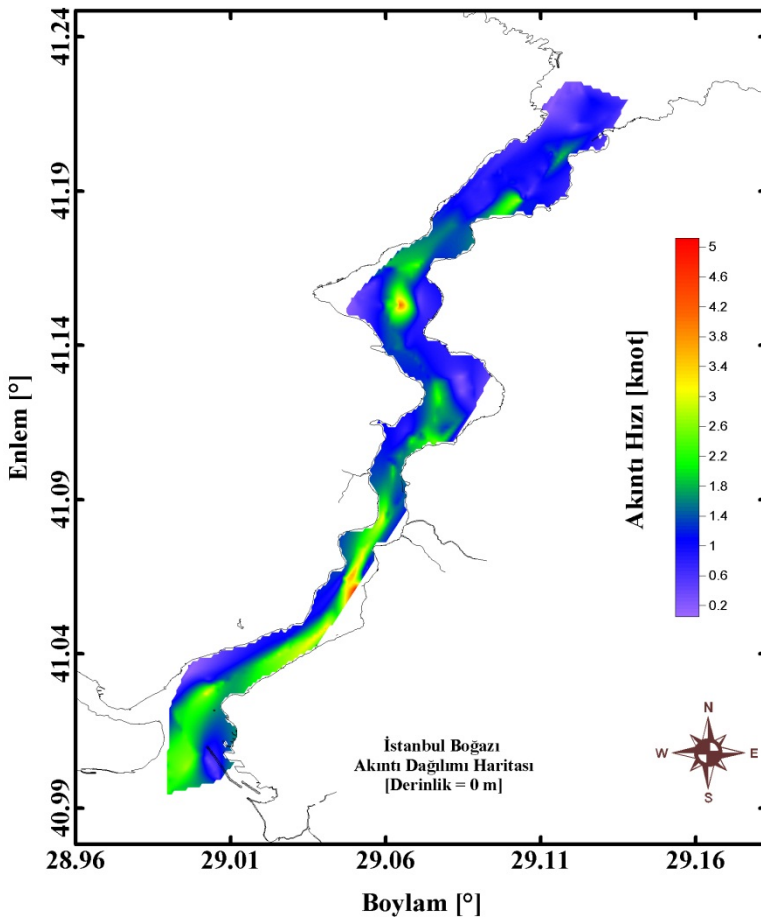 41.24
41.19
41.14
41.09
41.04
40.99
Enlem [°]
28.96
29.01
29.06
29.11
29.16
Boylam [°]
Akıntı Hızı [knot]
5
4.6
4.2
3.8
3.4
3
2.6
2.2
1.8
1.4
1
0.6
0.2
İstanbul Boğazı
Akıntı Dağılımı Haritası
[Derinlik = 0 m]
N
W
E
S